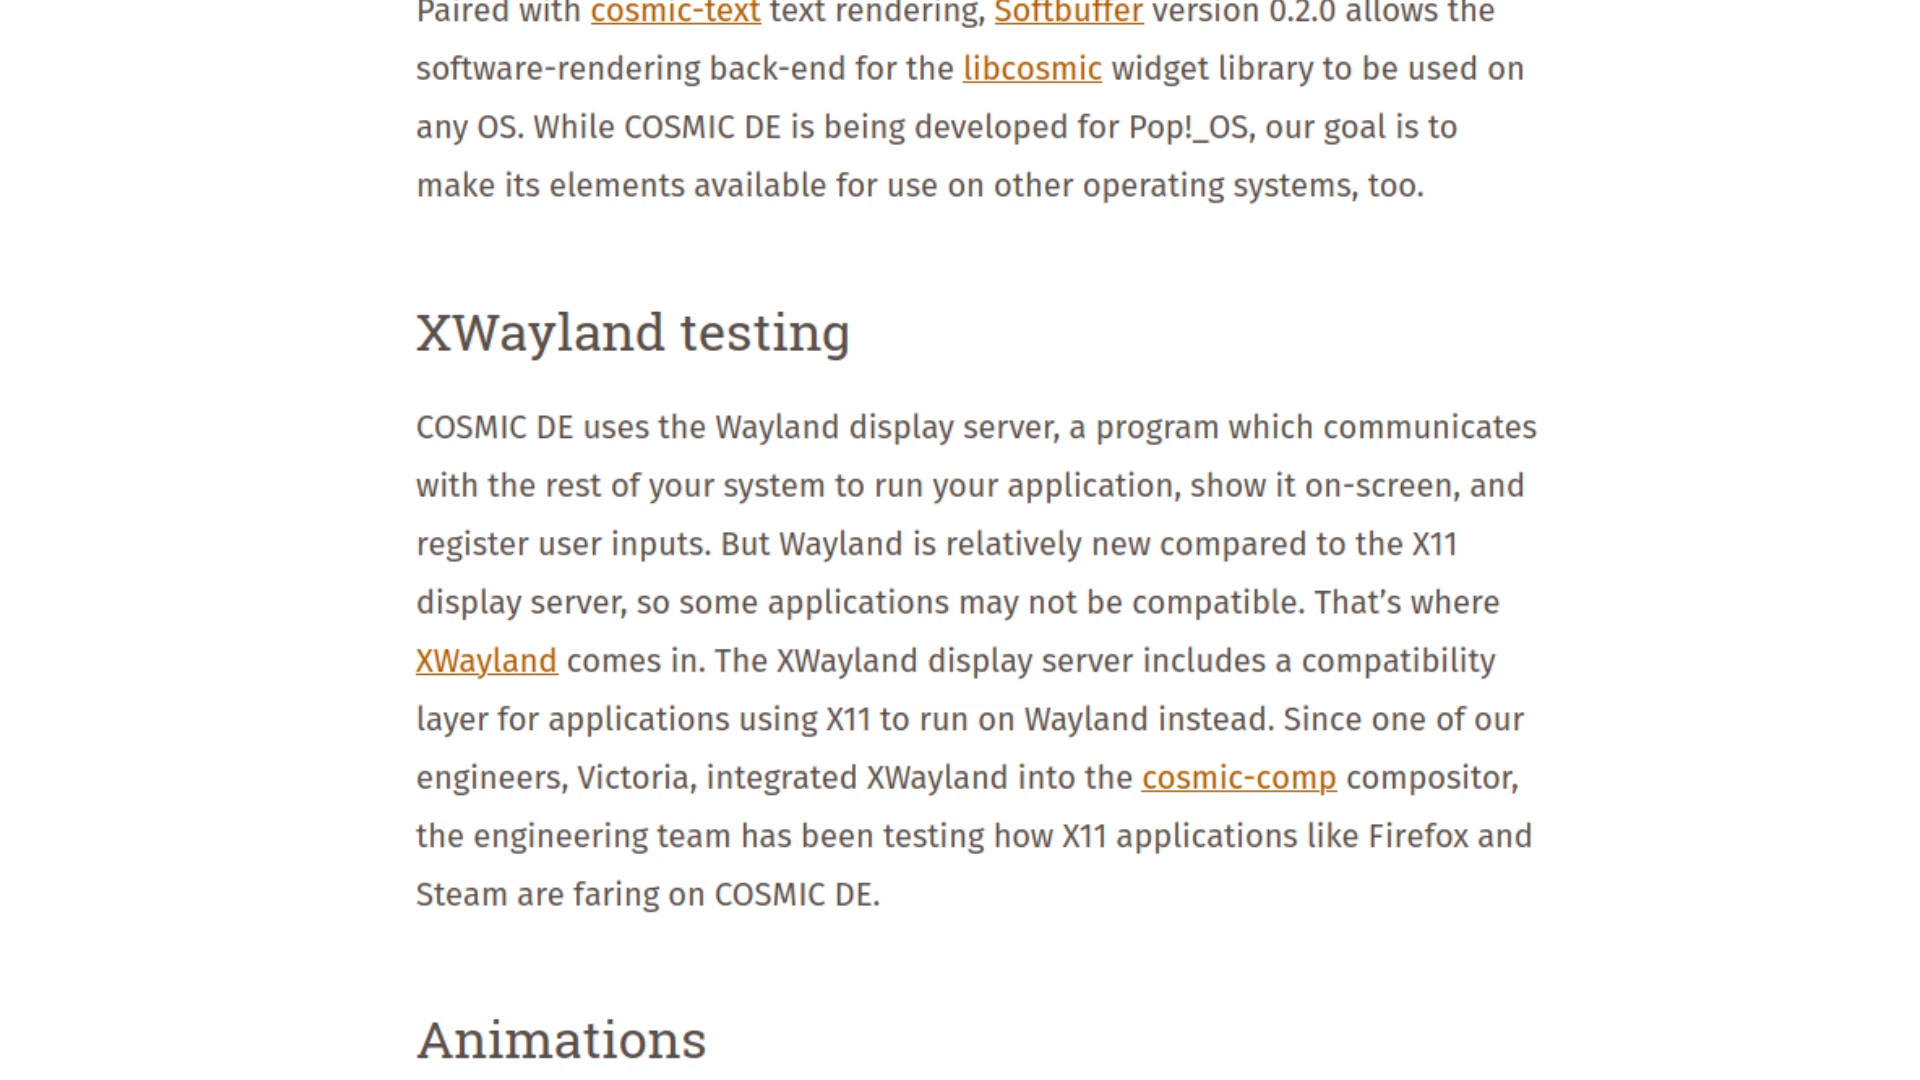 Paired with cosmic-text text rendering, Softbuffer version 0.2.0 allows the
software-rendering back-end for the libcosmic widget library to be used on
any OS. While COSMIC DE is being developed for Pop!_OS, our goal is to
make its elements available for use on other operating systems, too.
XWayland testing
COSMIC DE uses the Wayland display server, a program which communicates
with the rest of your system to run your application, show it on-screen, and
register user inputs. But Wayland is relatively new compared to the X11
display server, so some applications may not be compatible. That’s where
XWayland comes in. The XWayland display server includes a compatibility
layer for applications using X11 to run on Wayland instead. Since one of our
engineers, Victoria, integrated XWayland into the cosmic-comp compositor,
the engineering team has been testing how X11 applications like Firefox and
Steam are faring on COSMIC DE.
Animations